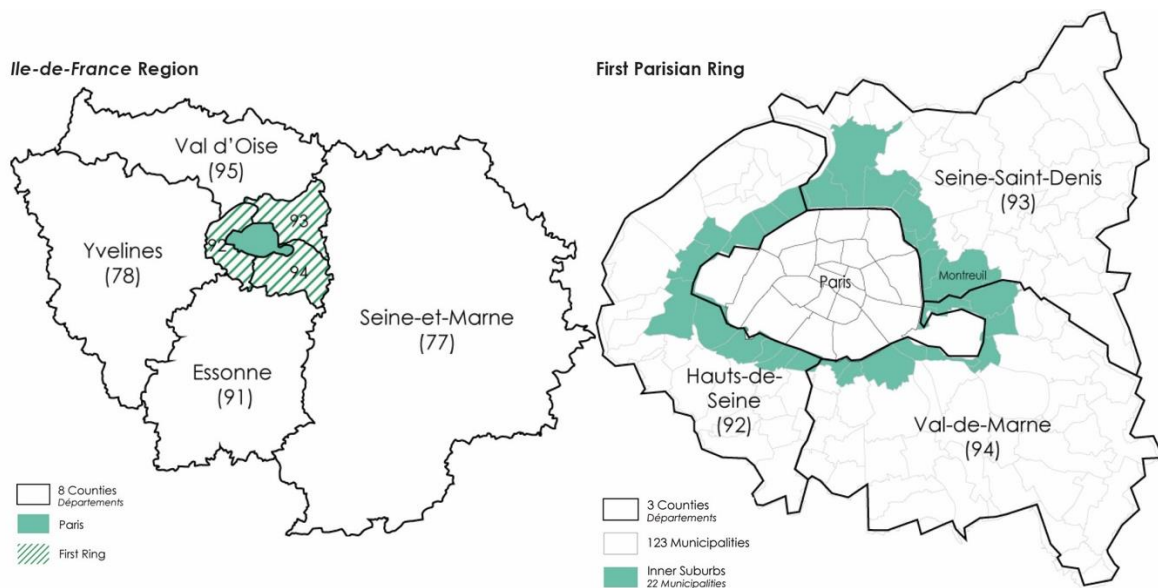 Ile-de-France Region
Val d'Oise
(95)
Yvelines
(78)
92
93
94
Seine-et-Marne
(77)
Essonne
(91)
8 Counties
Départements
Paris
First Ring
First Parisian Ring
Seine-Saint-Denis
(93)
Montreuil
Paris
Hauts-de-
Seine
(92)
Val-de-Marne
(94)
3 Counties
Départements
123 Municipalities
Inner Suburbs
22 Municipalities